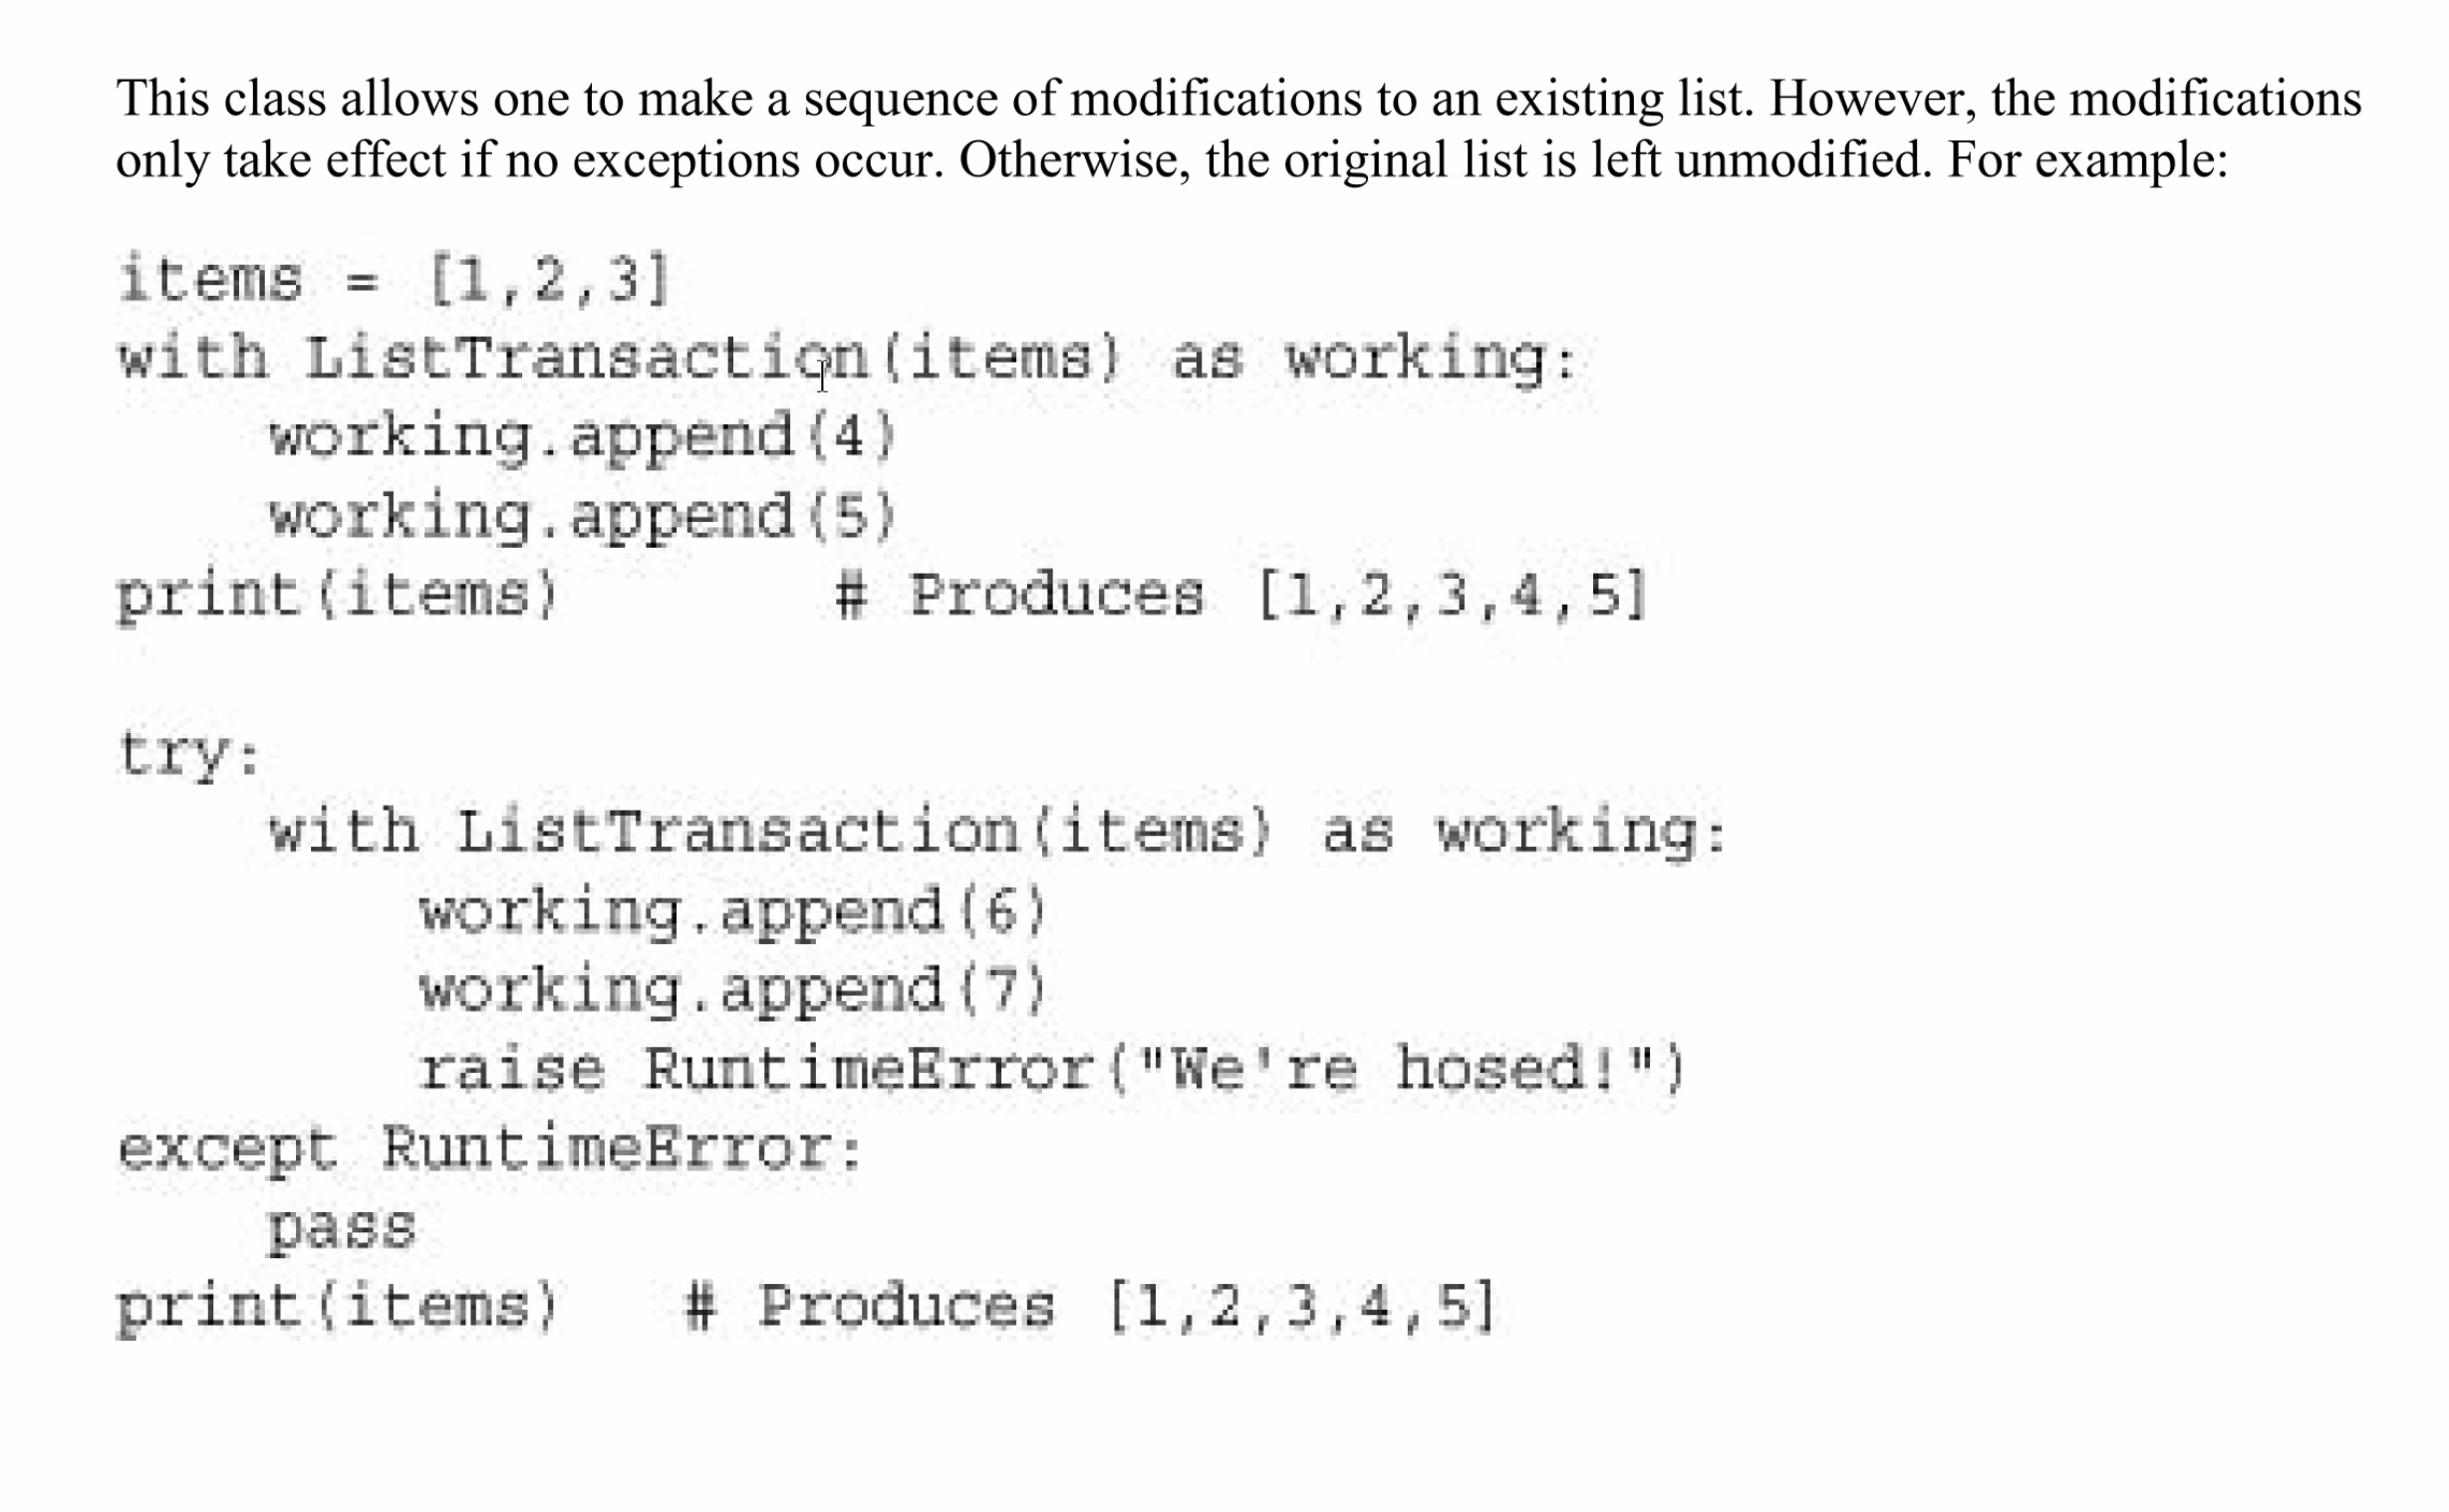 This class allows one to make a sequence of modifications to an existing list. However, the modifications
only take effect if no exceptions occur. Otherwise, the original list is left unmodified. For example:
items = [1,2,3]
with ListTransaction(items) as working:
    working.append(4)
    working.append(5)
print(items)       # Produces [1,2,3,4,5]
try:
    with ListTransaction(items) as working:
        working.append(6)
        working.append(7)
        raise RuntimeError("We're hosed!")
except RuntimeError:
    pass
print(items)   # Produces [1,2,3,4,5]